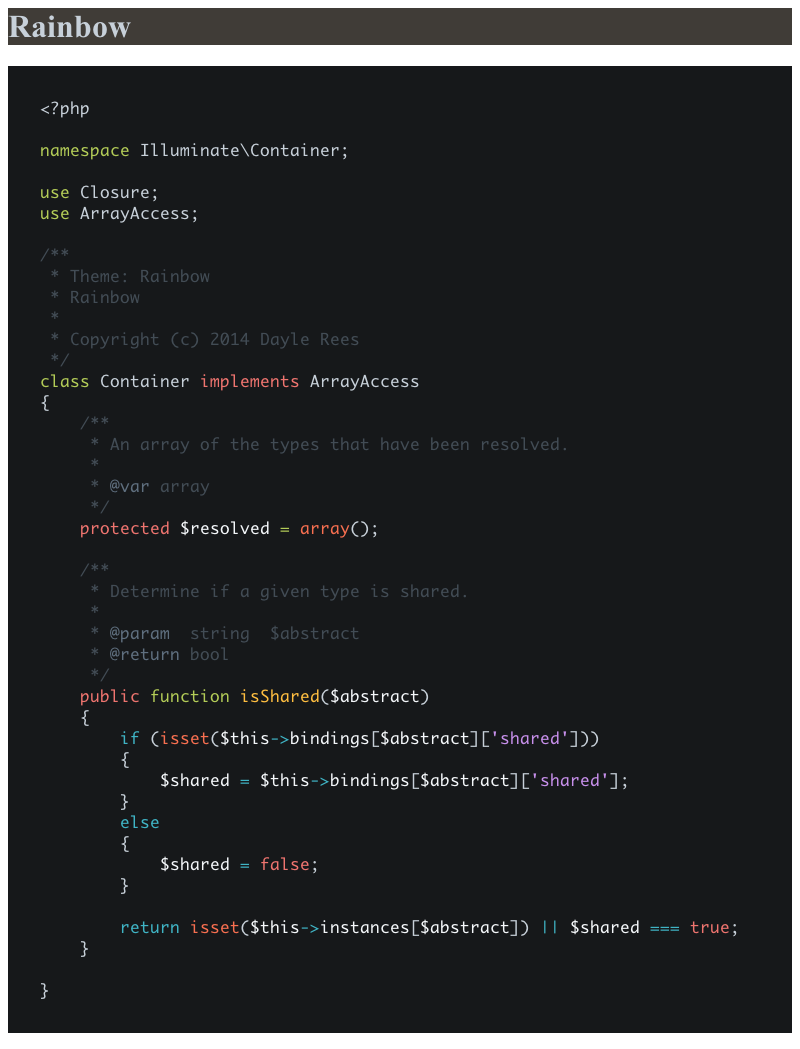 Rainbow
<?php
namespace Illuminate\Container;
use Closure;
use ArrayAccess;
/**
 * Theme: Rainbow
 * Rainbow
 *
 * Copyright (c) 2014 Dayle Rees
 */
class Container implements ArrayAccess
{
    /**
     * An array of the types that have been resolved.
     *
     * @var array
     */
    protected $resolved = array();
    /**
     * Determine if a given type is shared.
     *
     * @param  string  $abstract
     * @return bool
     */
    public function isShared($abstract)
    {
        if (isset($this->bindings[$abstract]['shared']))
        {
            $shared = $this->bindings[$abstract]['shared'];
        }
        else
        {
            $shared = false;
        }
        return isset($this->instances[$abstract]) || $shared === true;
    }
}